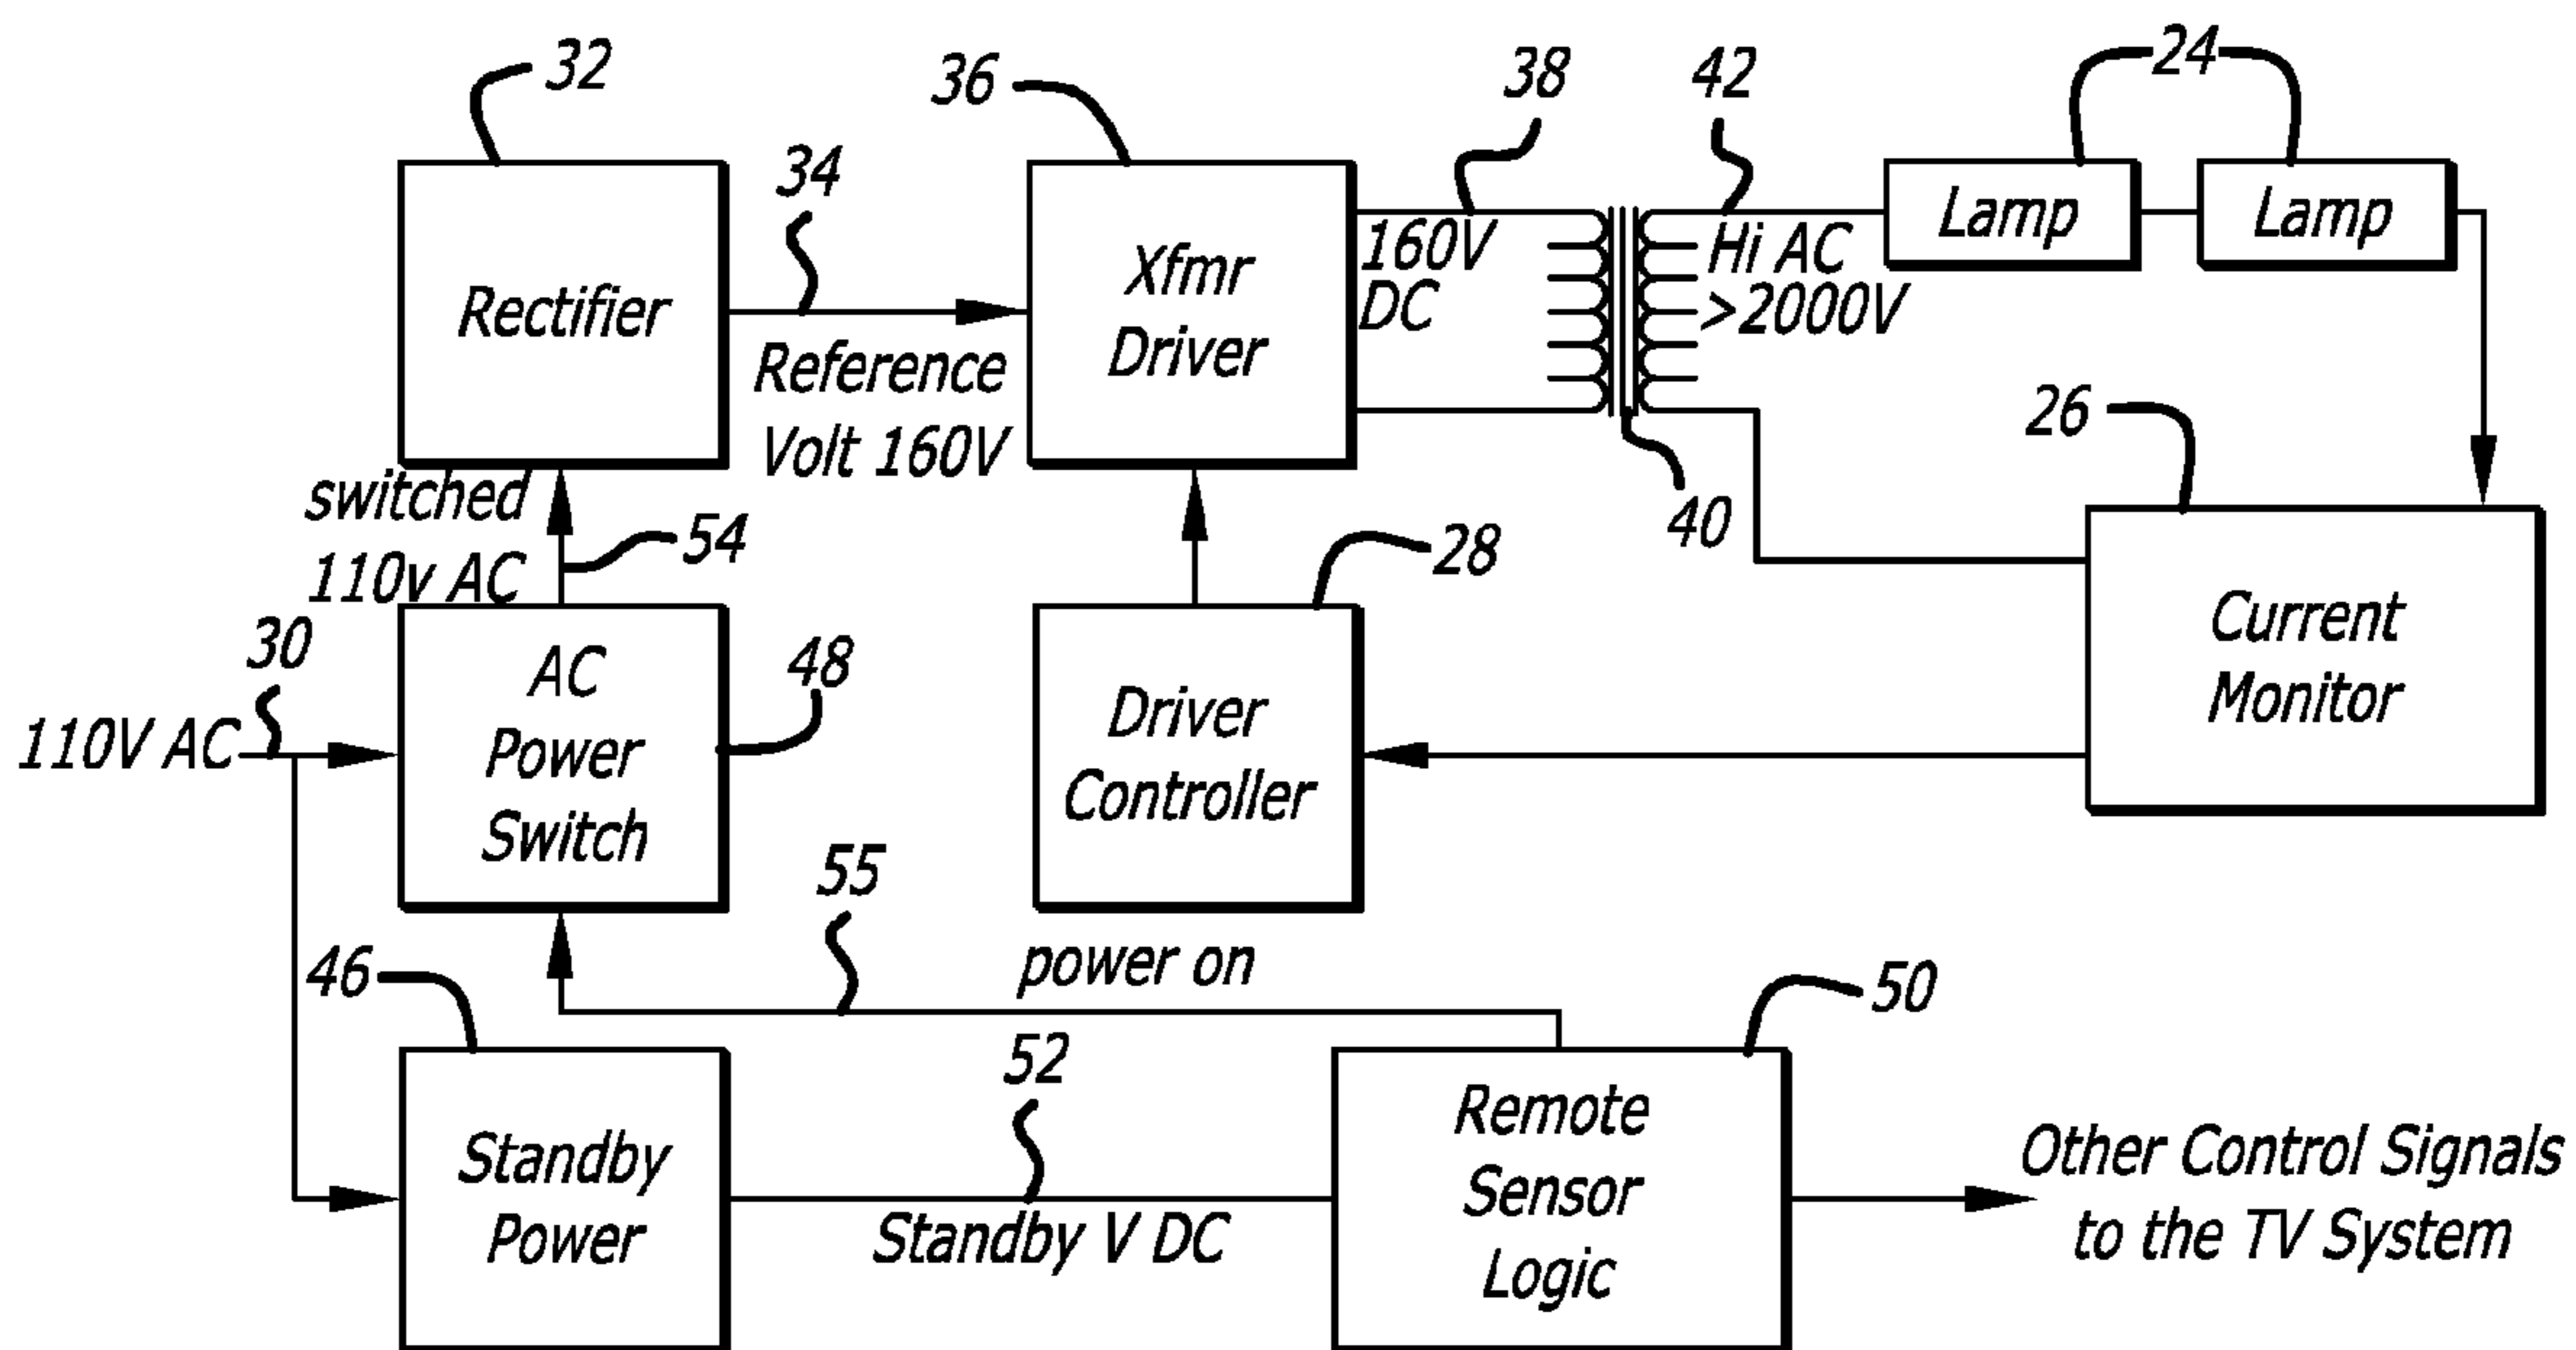 32
36
38
42
24
34
Rectifier
Reference
Volt 160V
Xfmr
Driver
160V
DC
Hi AC
>2000V
Lamp
Lamp
40
26
switched
110v AC
54
28
30
110V AC
AC
Power
Switch
48
Driver
Controller
Current
Monitor
55
power on
46
52
50
Standby
Power
Standby V DC
Remote
Sensor
Logic
Other Control Signals
to the TV System